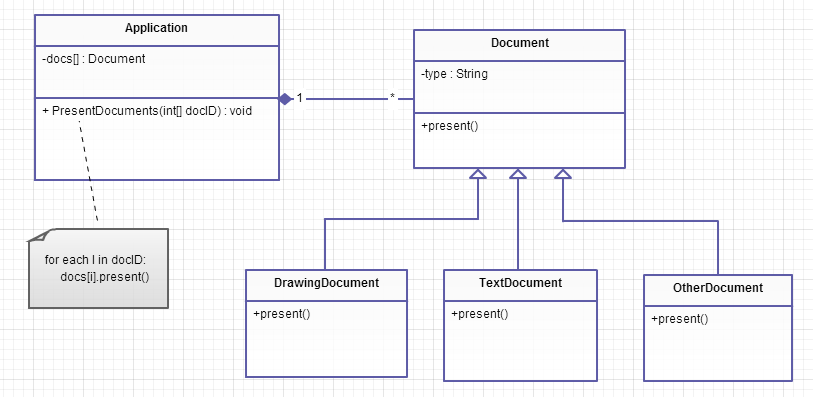 Application
-docs[] : Document
+ PresentDocuments(int[] docID) : void
1
*
Document
-type : String
+present()
for each I in docID:
docs[i].present()
DrawingDocument
+present()
TextDocument
+present()
OtherDocument
+present()